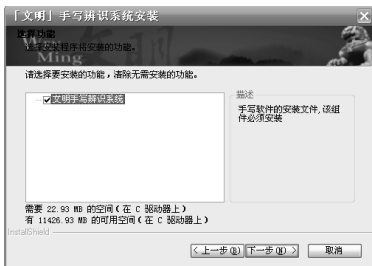 「文明」手写辨识系统安装
选择功能
选择安装程序将安装的功能。
Wen
Ming
请选择要安装的功能，清除无需安装的功能。
文明手写辨识系统
描述
手写软件的安装文件,该组
件必须安装
需要 22.93 MB 的空间(在 C 驱动器上)
有 11426.93 MB 的可用空间(在 C 驱动器上)
InstallShield
< 上一步(B)
下一步(N) >
取消